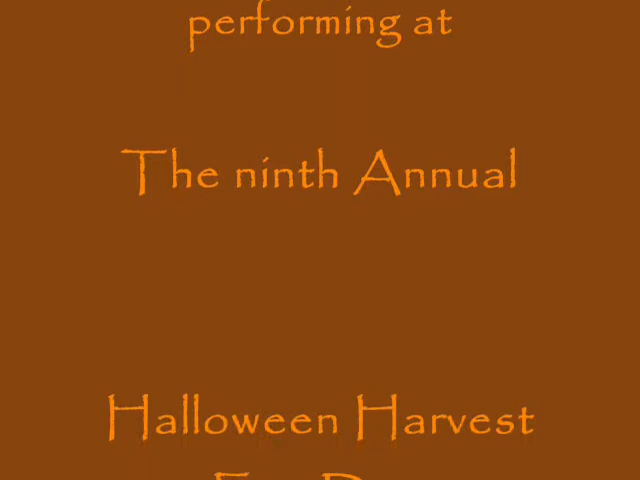 performing at
The ninth Annual
Halloween Harvest